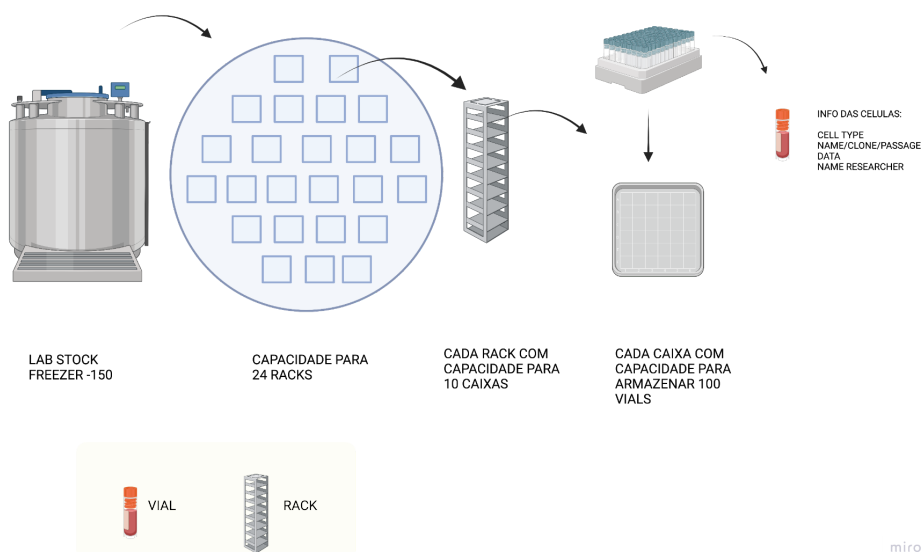 INFO DAS CELULAS:
CELL TYPE
NAME/CLONE/PASSAGE
DATA
NAME RESEARCHER
LAB STOCK
FREEZER -150
CAPACIDADE PARA
24 RACKS
CADA RACK COM
CAPACIDADE PARA
10 CAIXAS
CADA CAIXA COM
CAPACIDADE PARA
ARMAZENAR 100
VIALS
VIAL
RACK
miro